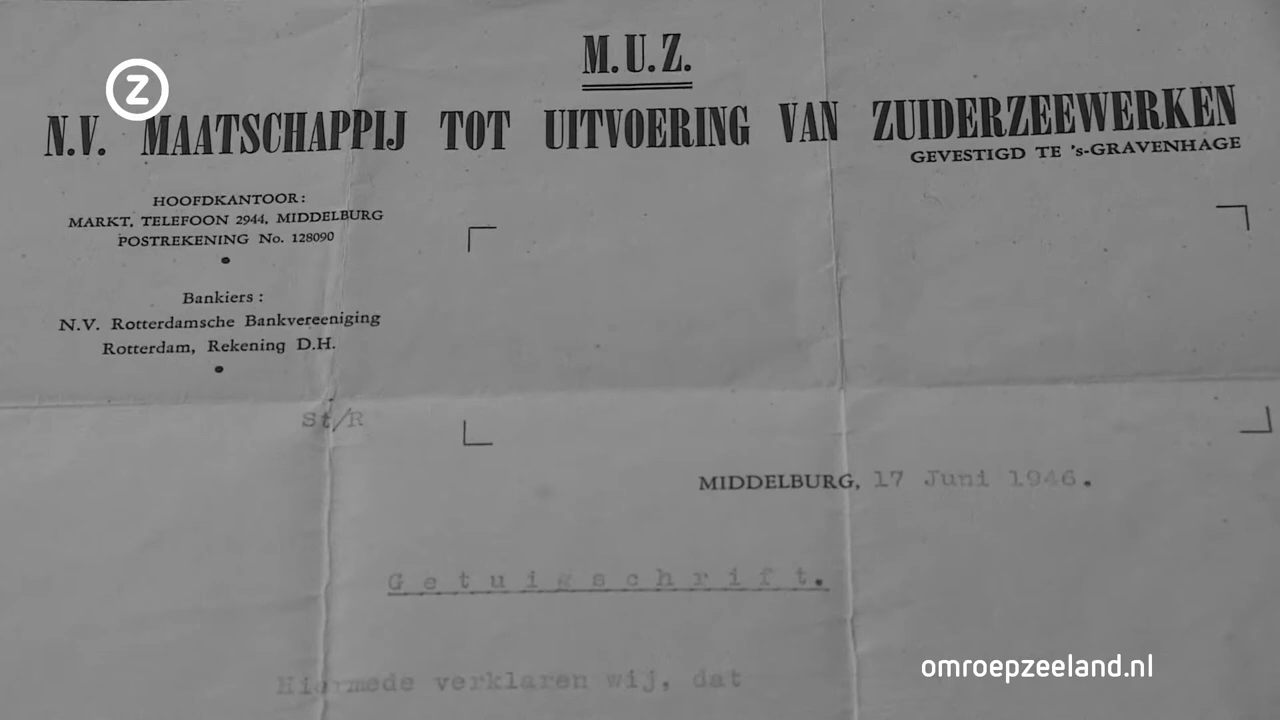 Z
M.U.Z.
N.V. MAATSCHAPPIJ TOT UITVOERING VAN ZUIDERZEEWERKEN
GEVESTIGD TE 's-GRAVENHAGE
HOOFDKANTOOR:
MARKT, TELEFOON 2944, MIDDELBURG
POSTREKENING No. 128090
Bankiers:
N.V. Rotterdamsche Bankvereeniging
Rotterdam, Rekening D.H.
St/R
MIDDELBURG, 17 Juni 1946.
Getuigschrift.
Hiermede verklaren wij, dat
omroepzeeland.nl